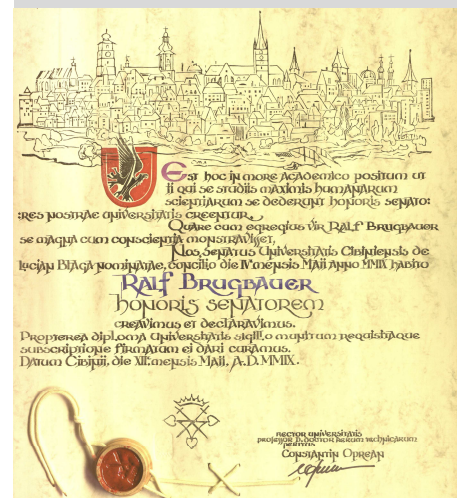 Est hoc in more academico positum ut
ii qui se studiis maximis humanarum
scientiarum se dederunt honoris senato:
:res nostrae universitatis creentur.
Quare cum egregius vir RALF BRUGBAUER
se magna cum conscientia monstravisset,
Nos, senatus Universitatis Cibiniensis de
Lucian Blaga nominatae, concilio die IV mensis Maii anno MMIX habito
RALF BRUGBAUER
HONORIS SENATOREM
creavimus et declaravimus.
Propterea diploma Universitatis sigillo munitum requisitaque
subscriptione firmatum ei dari curamus.
Datum Cibinii, die XII mensis Maii, A.D. MMIX.
RECTOR UNIVERSITATIS
PROFESSOR D. DOCTOR RERUM TECHNICARUM
PERITUS
CONSTANTIN OPREAN